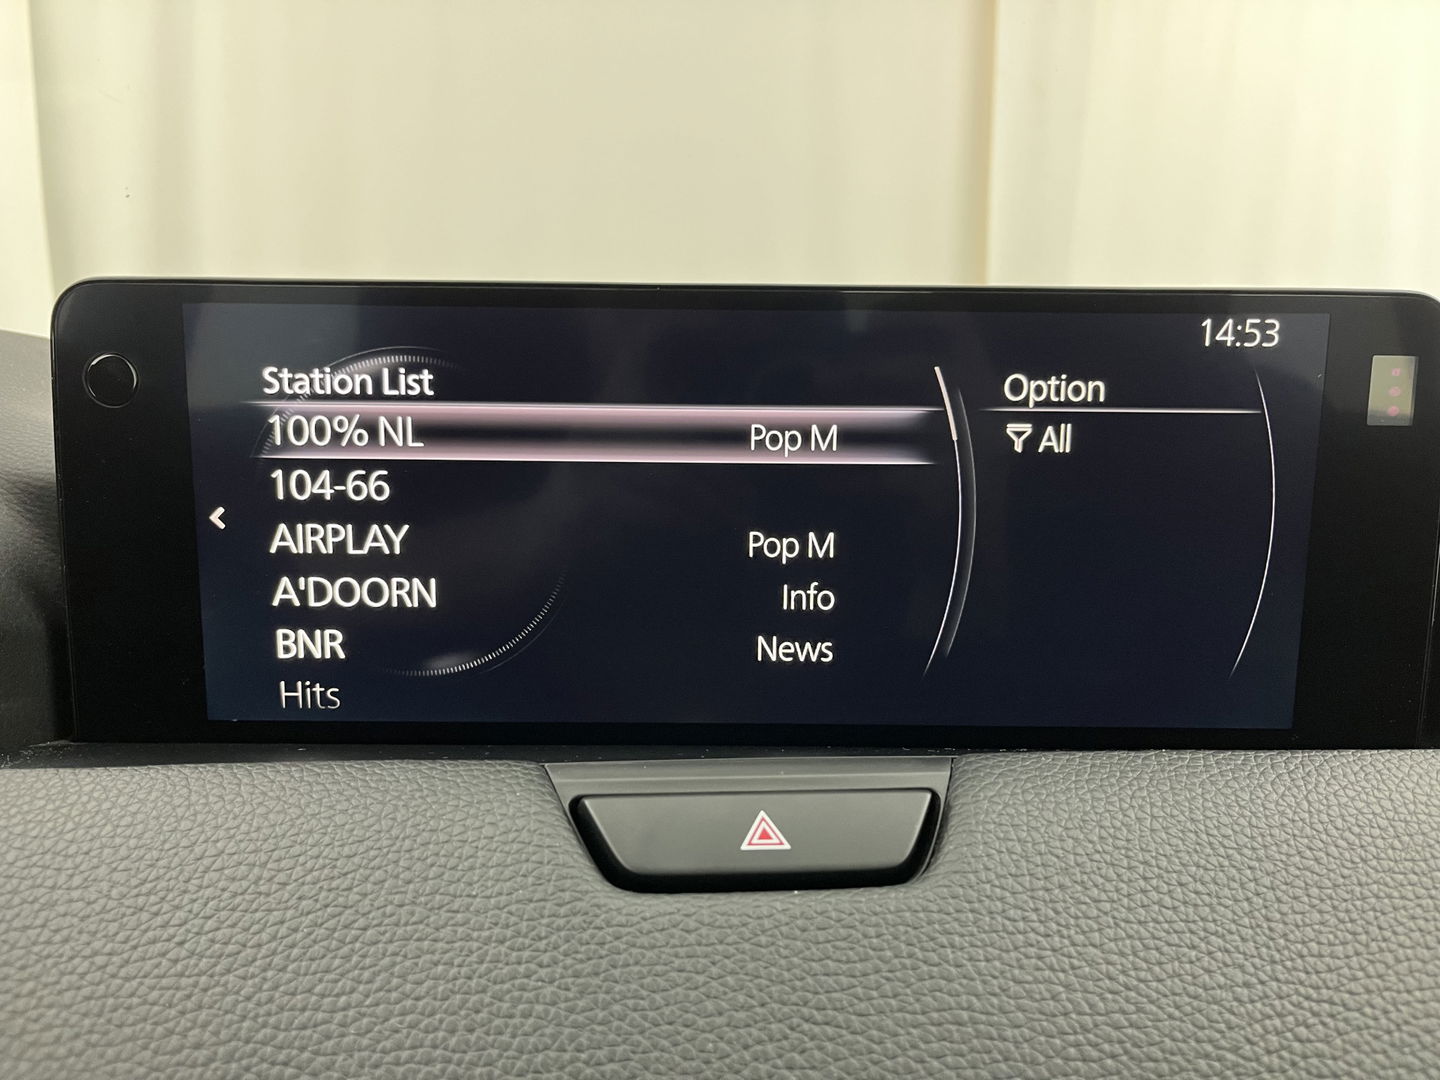 14:53
Station List
100% NL Pop M
104-66
AIRPLAY Pop M
A'DOORN Info
BNR News
Hits
Option
All